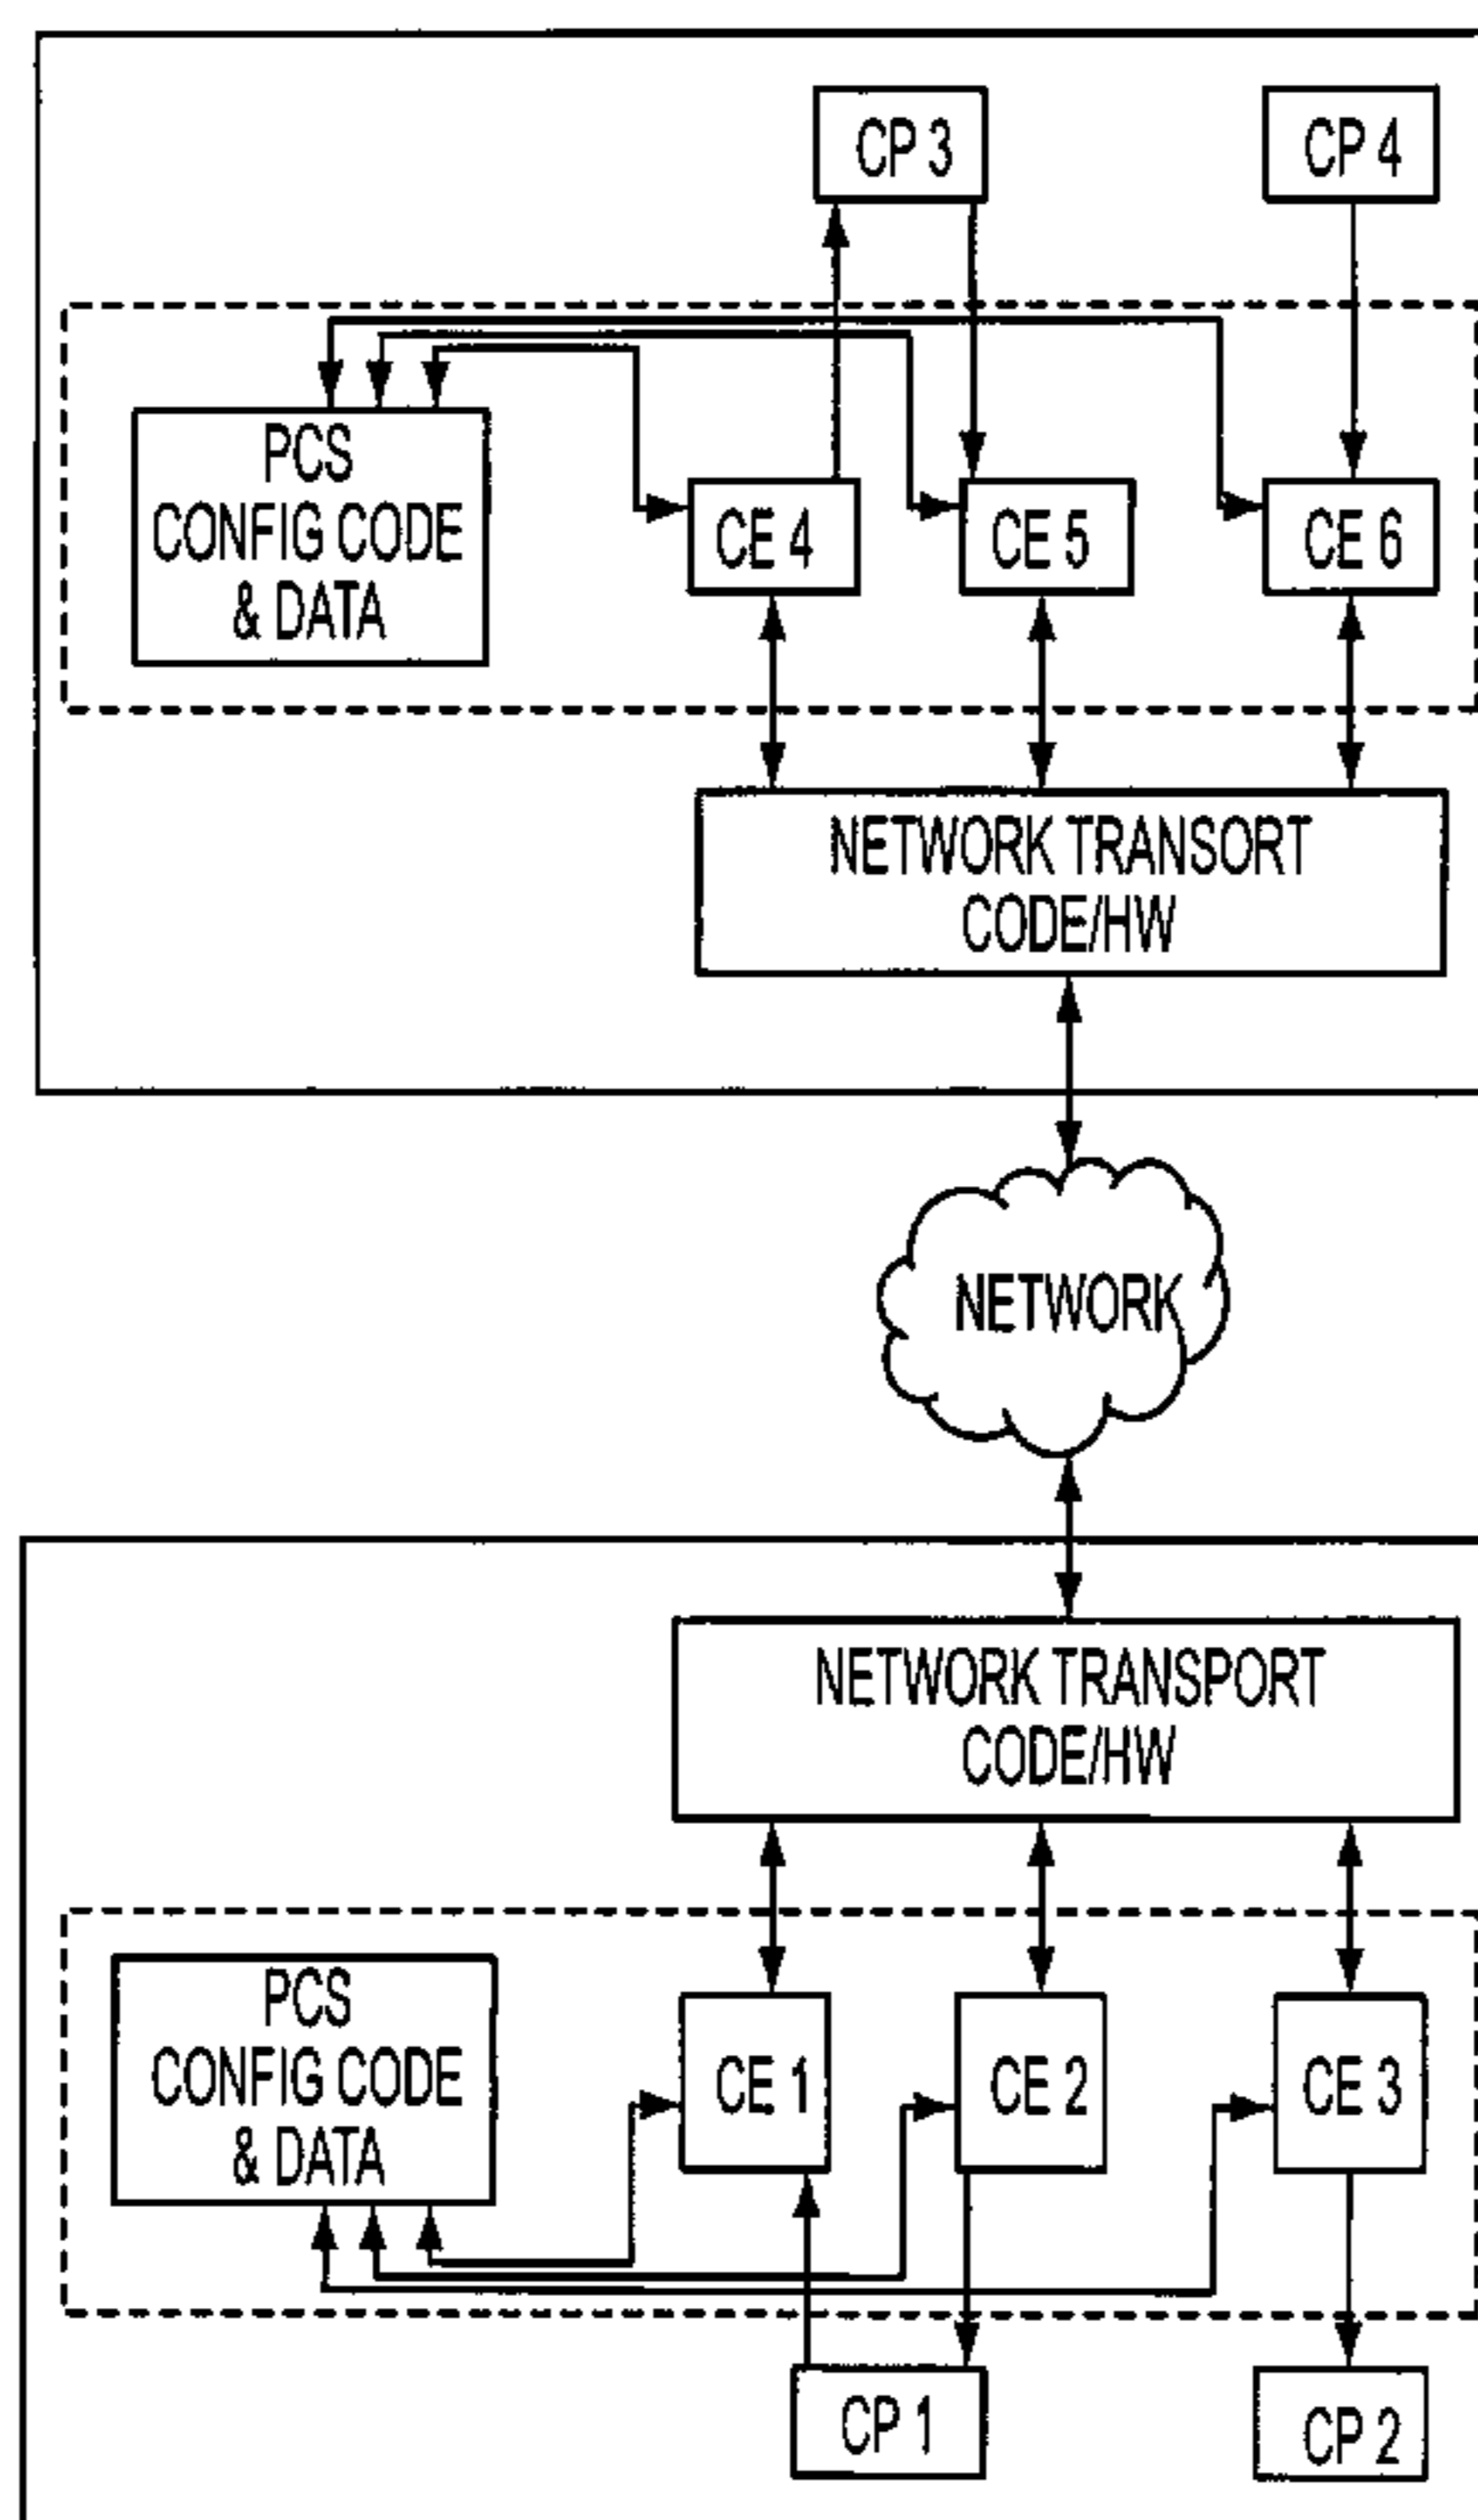 CP 3
CP 4
PCS
CONFIG CODE
& DATA
CE 4
CE 5
CE 6
NETWORK TRANSORT
CODE/HW
NETWORK
NETWORK TRANSPORT
CODE/HW
PCS
CONFIG CODE
& DATA
CE 1
CE 2
CE 3
CP 1
CP 2